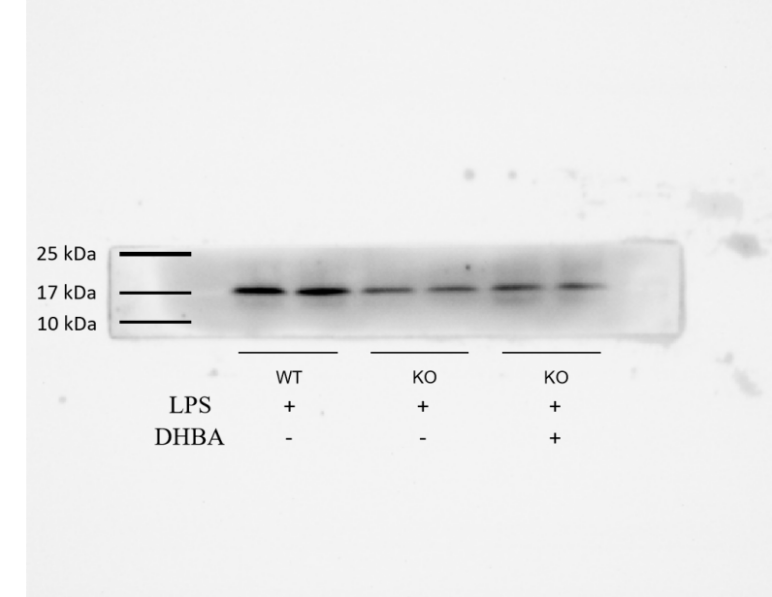 25 kDa
17 kDa
10 kDa
WT KO KO
LPS + + +
DHBA - - +